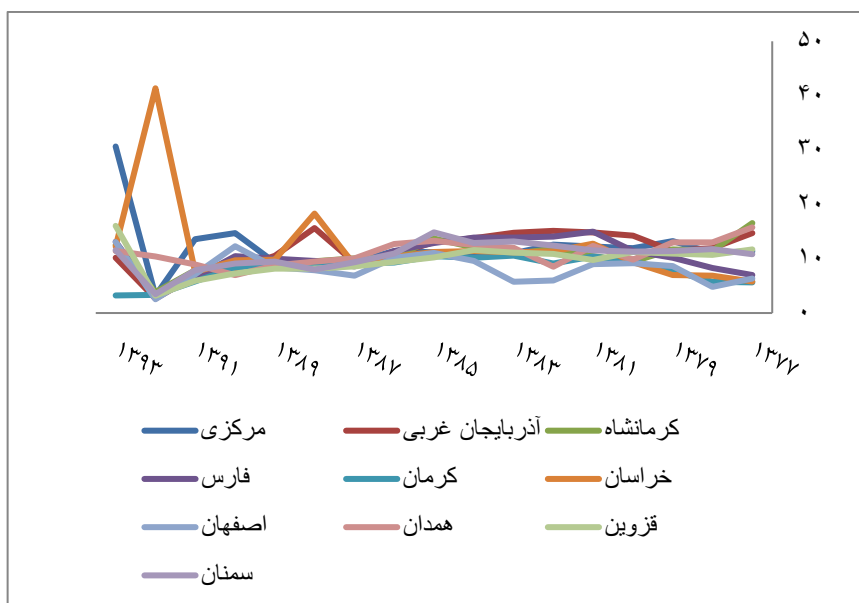 ۵۰
۴۰
۳۰
۲۰
۱۰
۰
۱۳۷۷ ۱۳۷۹ ۱۳۸۱ ۱۳۸۳ ۱۳۸۵ ۱۳۸۷ ۱۳۸۹ ۱۳۹۱ ۱۳۹۳
کرمانشاه آذربایجان غربی مرکزی
خراسان کرمان فارس
قزوین همدان اصفهان
سمنان